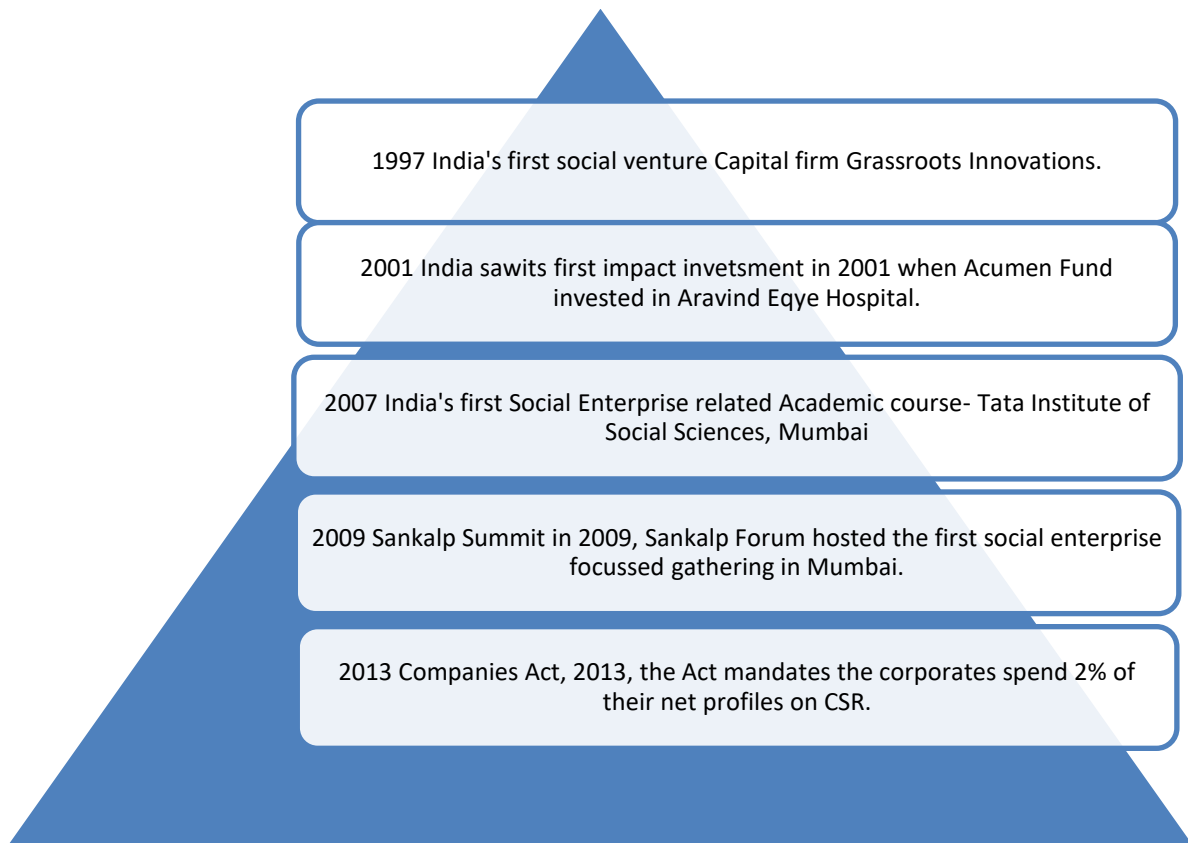 1997 India's first social venture Capital firm Grassroots Innovations.
2001 India sawits first impact invetsment in 2001 when Acumen Fund
invested in Aravind Eqye Hospital.
2007 India's first Social Enterprise related Academic course- Tata Institute of
Social Sciences, Mumbai
2009 Sankalp Summit in 2009, Sankalp Forum hosted the first social enterprise
focussed gathering in Mumbai.
2013 Companies Act, 2013, the Act mandates the corporates spend 2% of
their net profiles on CSR.